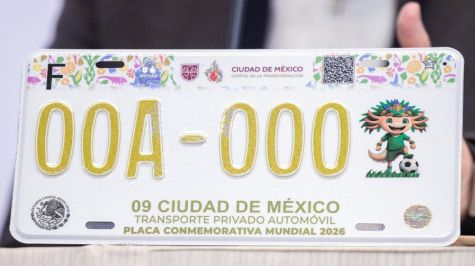 F
CIUDAD DE MÉXICO
CAPITAL DE LA TRANSFORMACIÓN
00A-000
09 CIUDAD DE MÉXICO
TRANSPORTE PRIVADO AUTOMÓVIL
PLACA CONMEMORATIVA MUNDIAL 2026